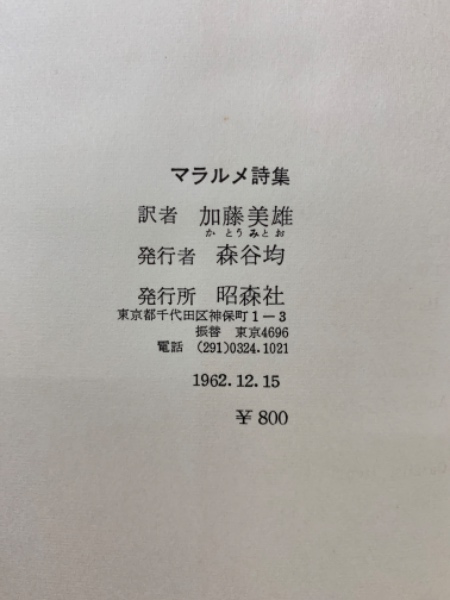 マラルメ詩集
訳者 加藤美雄
かとうみとお
発行者 森谷均
発行所 昭森社
東京都千代田区神保町1－3
振替 東京4696
電話 (291)0324.1021
1962.12.15
¥800